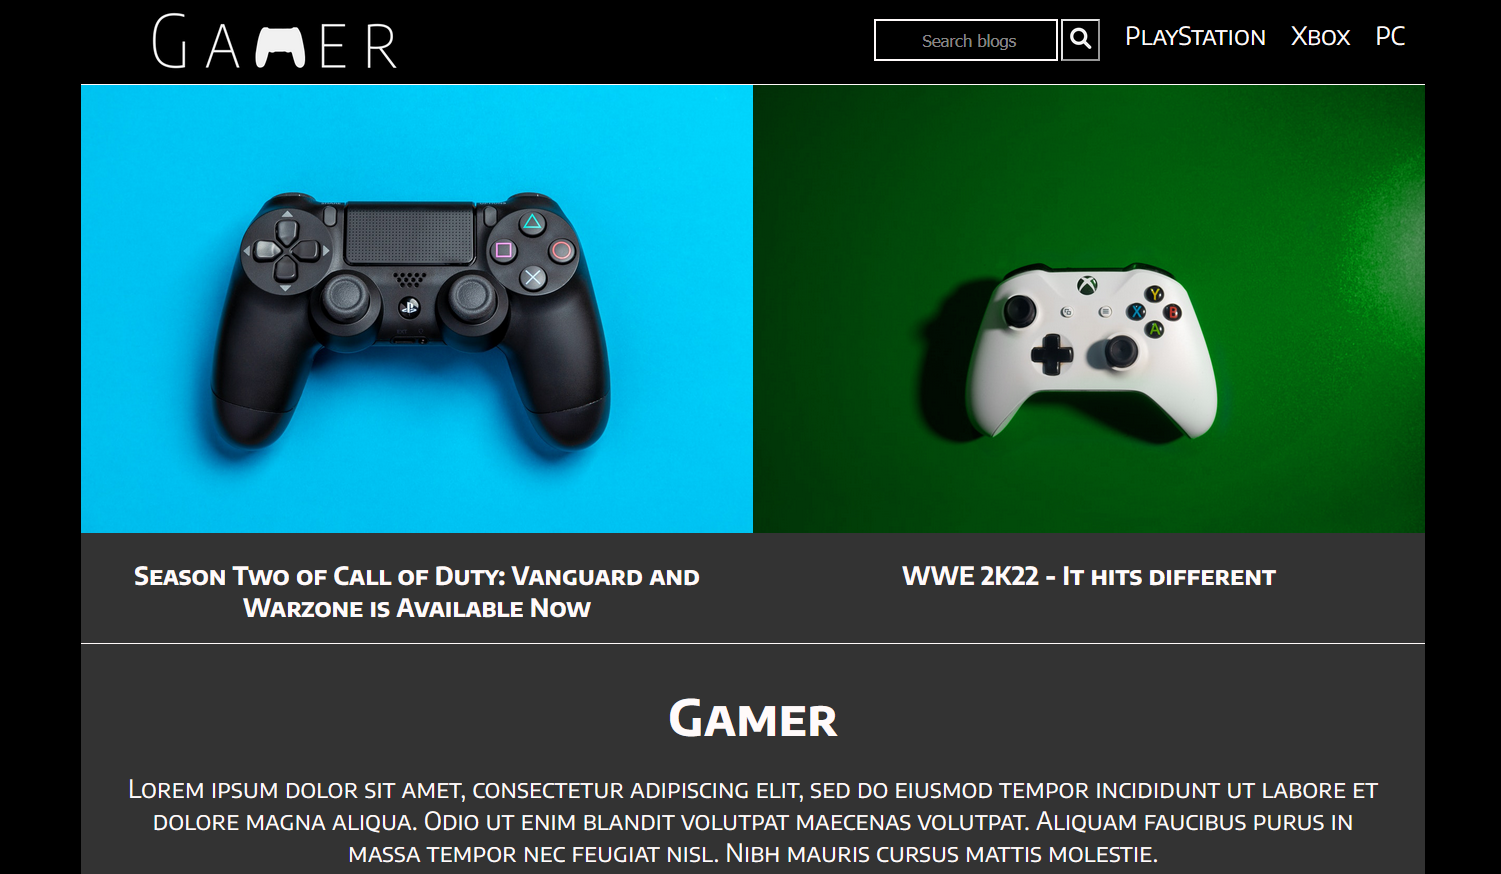 GAMER
Search blogs
PlayStation Xbox PC
Y
X B
A
Season Two of Call of Duty: Vanguard and
Warzone is Available Now
WWE 2K22 - It hits different
Gamer
Lorem ipsum dolor sit amet, consectetur adipiscing elit, sed do eiusmod tempor incididunt ut labore et
dolore magna aliqua. Odio ut enim blandit volutpat maecenas volutpat. Aliquam faucibus purus in
massa tempor nec feugiat nisl. Nibh mauris cursus mattis molestie.